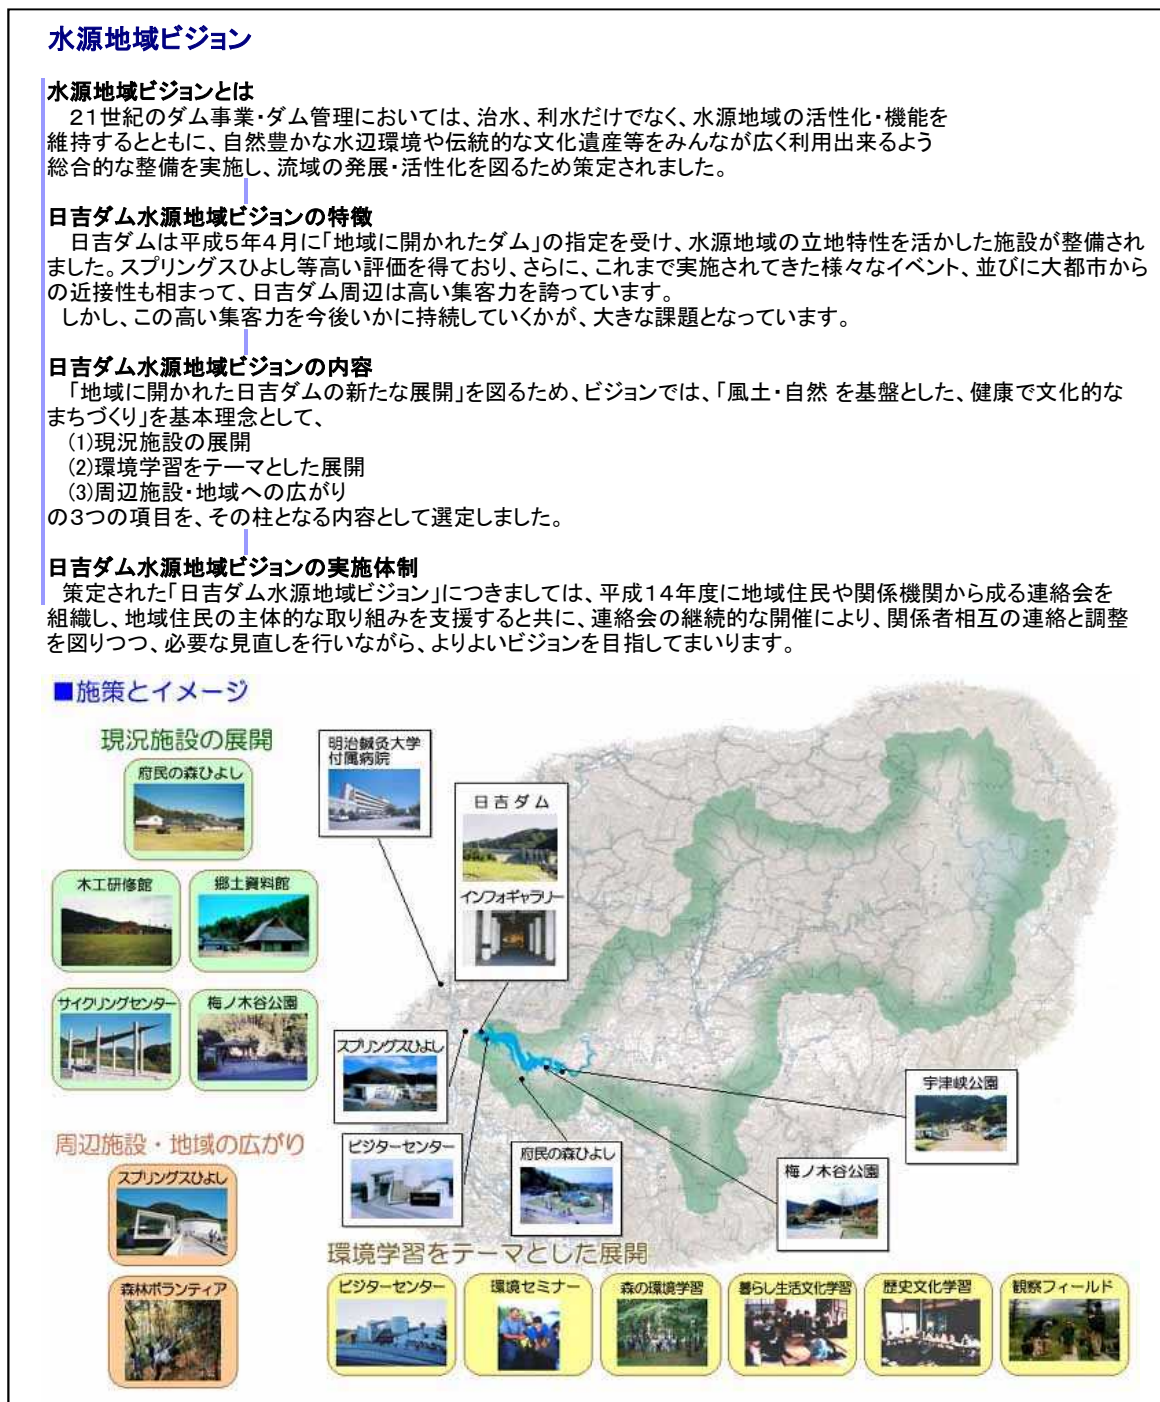 水源地域ビジョン
水源地域ビジョンとは
21世紀のダム事業・ダム管理においては、治水、利水だけでなく、水源地域の活性化・機能を
維持するとともに、自然豊かな水辺環境や伝統的な文化遺産等をみんなが広く利用出来るよう
総合的な整備を実施し、流域の発展・活性化を図るため策定されました。
日吉ダム水源地域ビジョンの特徴
日吉ダムは平成5年4月に「地域に開かれたダム」の指定を受け、水源地域の立地特性を活かした施設が整備され
ました。スプリングスひよし等高い評価を得ており、さらに、これまで実施されてきた様々なイベント、並びに大都市から
の近接性も相まって、日吉ダム周辺は高い集客力を誇っています。
しかし、この高い集客力を今後いかに持続していくかが、大きな課題となっています。
日吉ダム水源地域ビジョンの内容
「地域に開かれた日吉ダムの新たな展開」を図るため、ビジョンでは、「風土・自然 を基盤とした、健康で文化的な
まちづくり」を基本理念として、
(1)現況施設の展開
(2)環境学習をテーマとした展開
(3)周辺施設・地域への広がり
の3つの項目を、その柱となる内容として選定しました。
日吉ダム水源地域ビジョンの実施体制
策定された「日吉ダム水源地域ビジョン」につきましては、平成14年度に地域住民や関係機関から成る連絡会を
組織し、地域住民の主体的な取り組みを支援すると共に、連絡会の継続的な開催により、関係者相互の連絡と調整
を図りつつ、必要な見直しを行いながら、よりよいビジョンを目指してまいります。
■施策とイメージ
現況施設の展開
府民の森ひよし
木工研修館
郷土資料館
サイクリングセンター
梅ノ木谷公園
明治鍼灸大学
付属病院
日吉ダム
インフォギャラリー
スプリングスひよし
ビジターセンター
府民の森ひよし
梅ノ木谷公園
宇津峡公園
周辺施設・地域の広がり
スプリングスひよし
森林ボランティア
環境学習をテーマとした展開
ビジターセンター
環境セミナー
森の環境学習
暮らし生活文化学習
歴史文化学習
観察フィールド